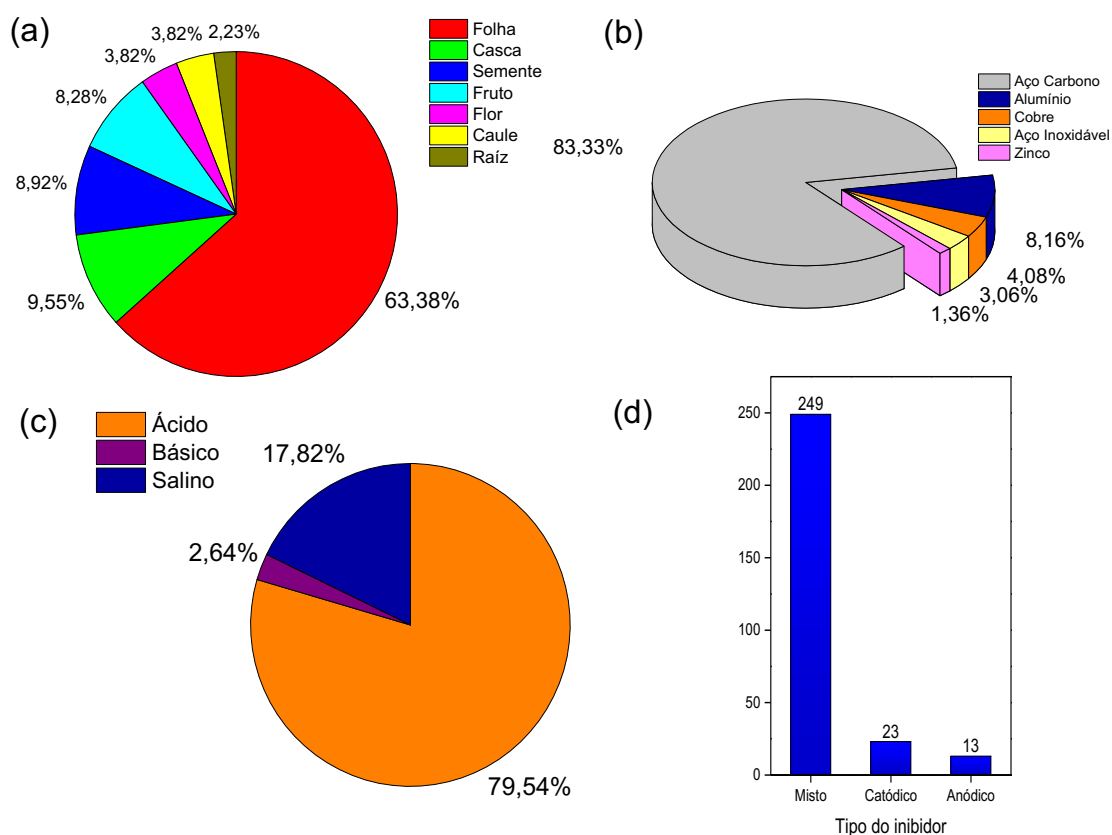 (a)
3,82%
2,23%
3,82%
8,28%
8,92%
9,55%
63,38%
Folha
Casca
Semente
Fruto
Flor
Caule
Raíz
(b)
Aço Carbono
Alumínio
Cobre
Aço Inoxidável
Zinco
83,33%
8,16%
4,08%
3,06%
1,36%
(c)
Ácido
Básico
Salino
17,82%
2,64%
79,54%
(d)
250
200
150
100
50
0
249
23
13
Misto
Catódico
Anódico
Tipo do inibidor